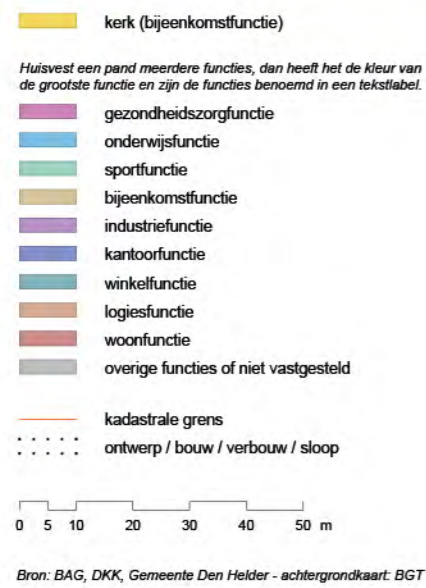 kerk (bijeenkomstfunctie)
Huisvest een pand meerdere functies, dan heeft het de kleur van
de grootste functie en zijn de functies benoemd in een tekstlabel.
gezondheidszorgfunctie
onderwijsfunctie
sportfunctie
bijeenkomstfunctie
industriefunctie
kantoorfunctie
winkelfunctie
logiesfunctie
woonfunctie
overige functies of niet vastgesteld
kadastrale grens
ontwerp / bouw / verbouw / sloop
0 5 10 20 30 40 50 m
Bron: BAG, DKK, Gemeente Den Helder - achtergrondkaart: BGT